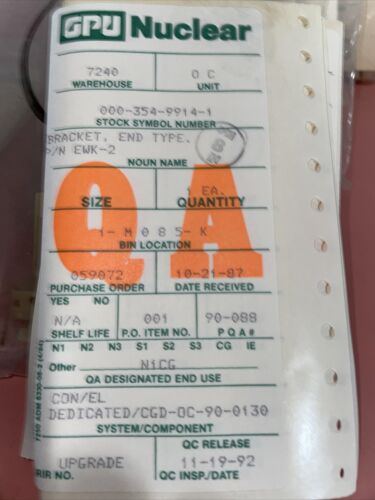 GPU Nuclear
7240 O C
WAREHOUSE UNIT
000-354-9914-1
STOCK SYMBOL NUMBER
BRACKET, END TYPE,
P/N EWK-2
NOUN NAME
QA
1 EA.
SIZE QUANTITY
1- M 0 8 5- K
BIN LOCATION
059072 10-21-87
PURCHASE ORDER DATE RECEIVED
YES NO
N/A 001 90-088
SHELF LIFE P.O. ITEM NO. P Q A #
N1 N2 N3 S1 S2 S3 CG IE
Other NiCG
QA DESIGNATED END USE
CON/EL
DEDICATED/CGD-OC-90-0130
SYSTEM/COMPONENT
QC RELEASE
UPGRADE 11-19-92
RIR NO. QC INSP./DATE